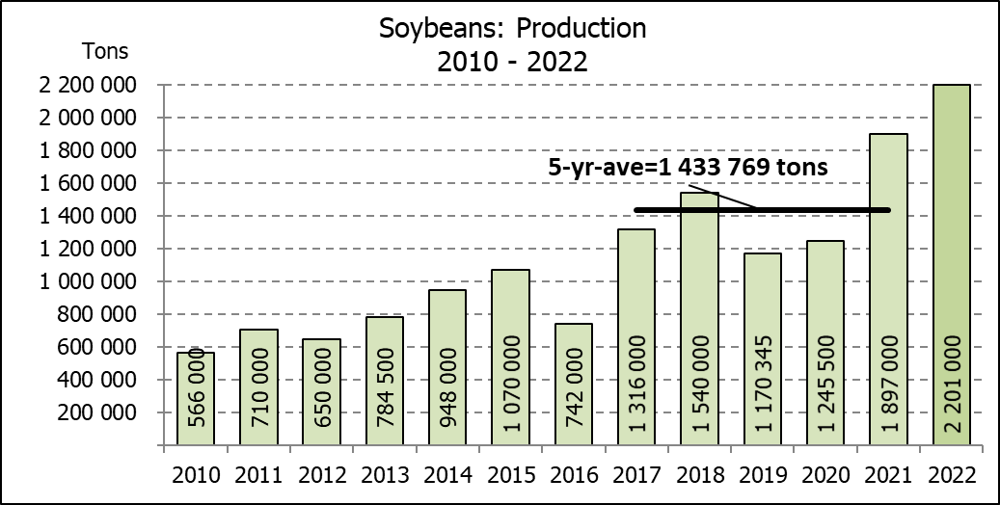 Soybeans: Production
2010 - 2022
Tons
2 200 000
2 000 000
1 800 000
1 600 000
1 400 000
1 200 000
1 000 000
800 000
600 000
400 000
200 000
5-yr-ave=1 433 769 tons
566 000
710 000
650 000
784 500
948 000
1 070 000
742 000
1 316 000
1 540 000
1 170 345
1 245 500
1 897 000
2 201 000
2010 2011 2012 2013 2014 2015 2016 2017 2018 2019 2020 2021 2022